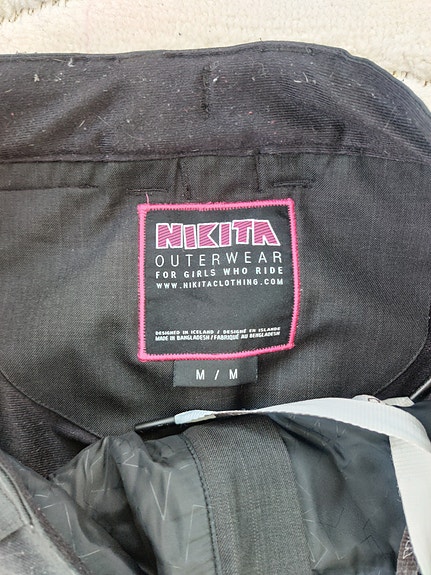 NIKITA
OUTERWEAR
FOR GIRLS WHO RIDE
WWW.NIKITACLOTHING.COM
DESIGNED IN ICELAND / DESIGNÉ EN ISLANDE
MADE IN BANGLADESH / FABRIQUÉ AU BENGLADESH
M / M